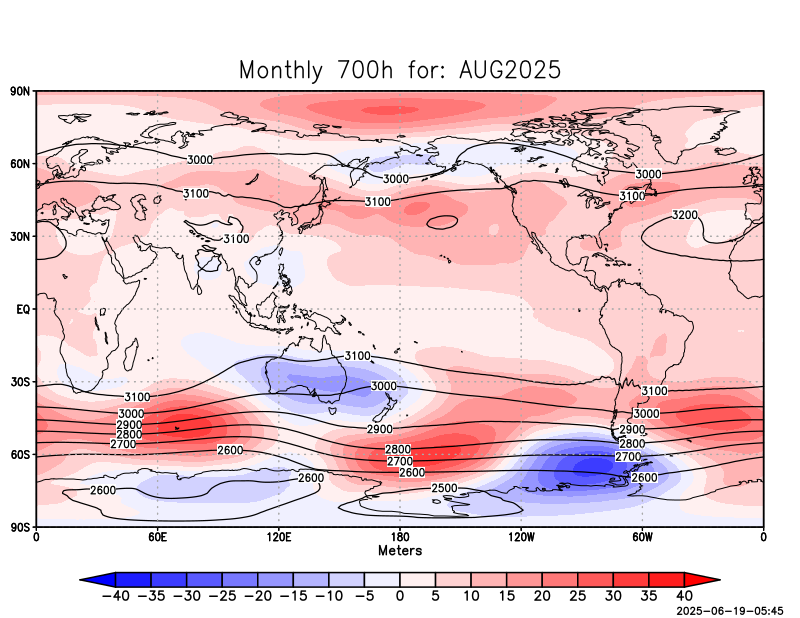 Monthly 700h for: AUG2025
90N
60N
30N
EQ
30S
60S
90S
3000
3000
3000
3100
3100
3100
3200
3100
3100
3000
3100
3100
3000
2900
2800
2700
2600
2900
2800
2700
2600
3000
2900
2800
2700
2600
2600
2600
2500
0 60E 120E 180 120W 60W 0
Meters
−40 −35 −30 −25 −20 −15 −10 −5 0 5 10 15 20 25 30 35 40
2025-06-19-05:45